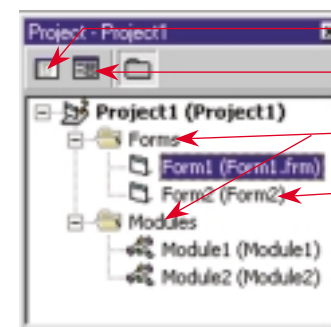 Project - Project1
Project1 (Project1)
Forms
Form1 (Form1.frm)
Form2 (Form2)
Modules
Module1 (Module1)
Module2 (Module2)